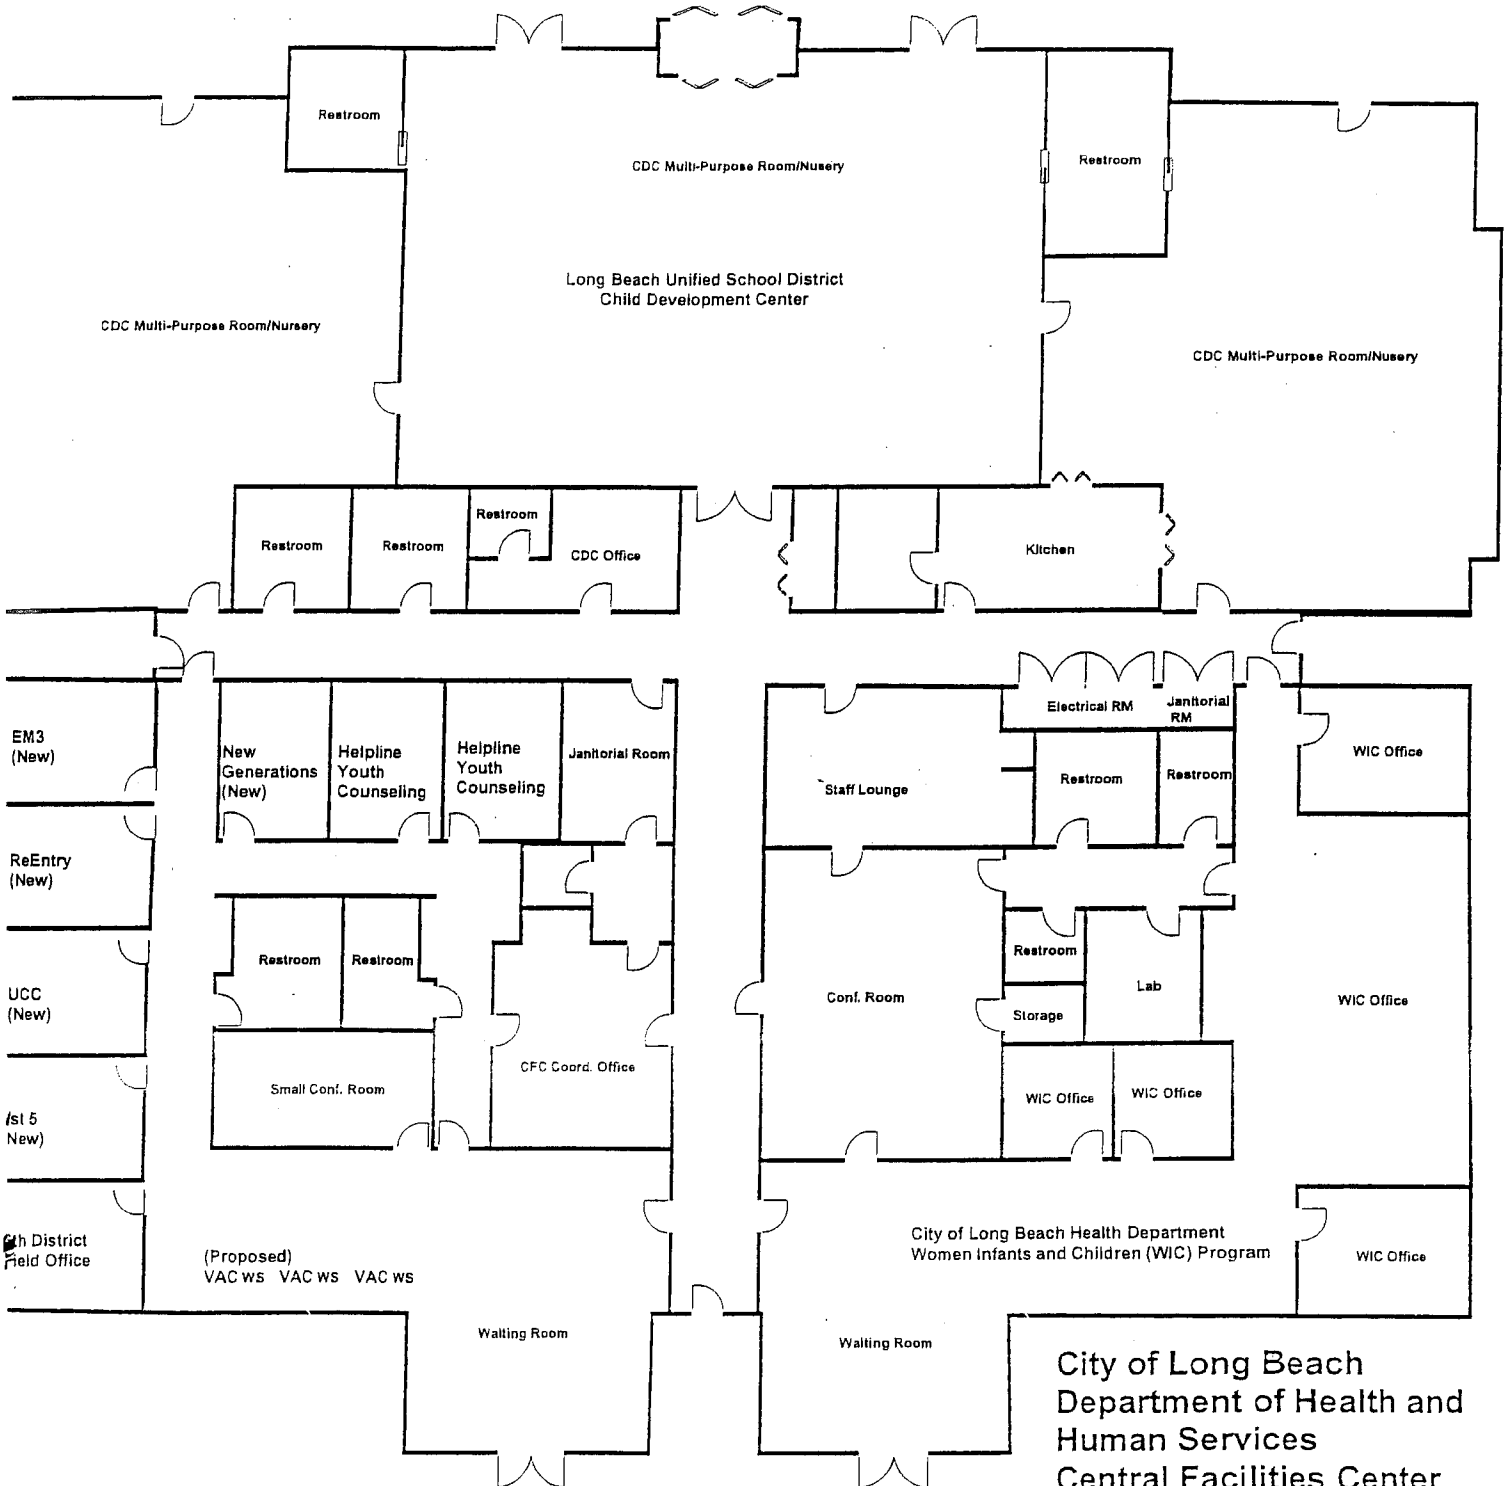 Restroom
CDC Multi-Purpose Room/Nusery
Restroom
Long Beach Unified School District
Child Development Center
CDC Multi-Purpose Room/Nursery
CDC Multi-Purpose Room/Nusery
Restroom
Restroom
Restroom
CDC Office
Kitchen
EM3
(New)
New
Generations
(New)
Helpline
Youth
Counseling
Helpline
Youth
Counseling
Janitorial Room
Staff Lounge
Electrical RM
Janitorial
RM
Restroom
Restroom
WIC Office
ReEntry
(New)
UCC
(New)
Restroom
Restroom
Conf. Room
Restroom
Storage
Lab
WIC Office
Small Conf. Room
CFC Coord. Office
WIC Office
WIC Office
st 5
New)
th District
ield Office
(Proposed)
VAC ws VAC ws VAC ws
City of Long Beach Health Department
Women Infants and Children (WIC) Program
WIC Office
Waiting Room
Waiting Room
City of Long Beach
Department of Health and
Human Services
Central Facilities Center